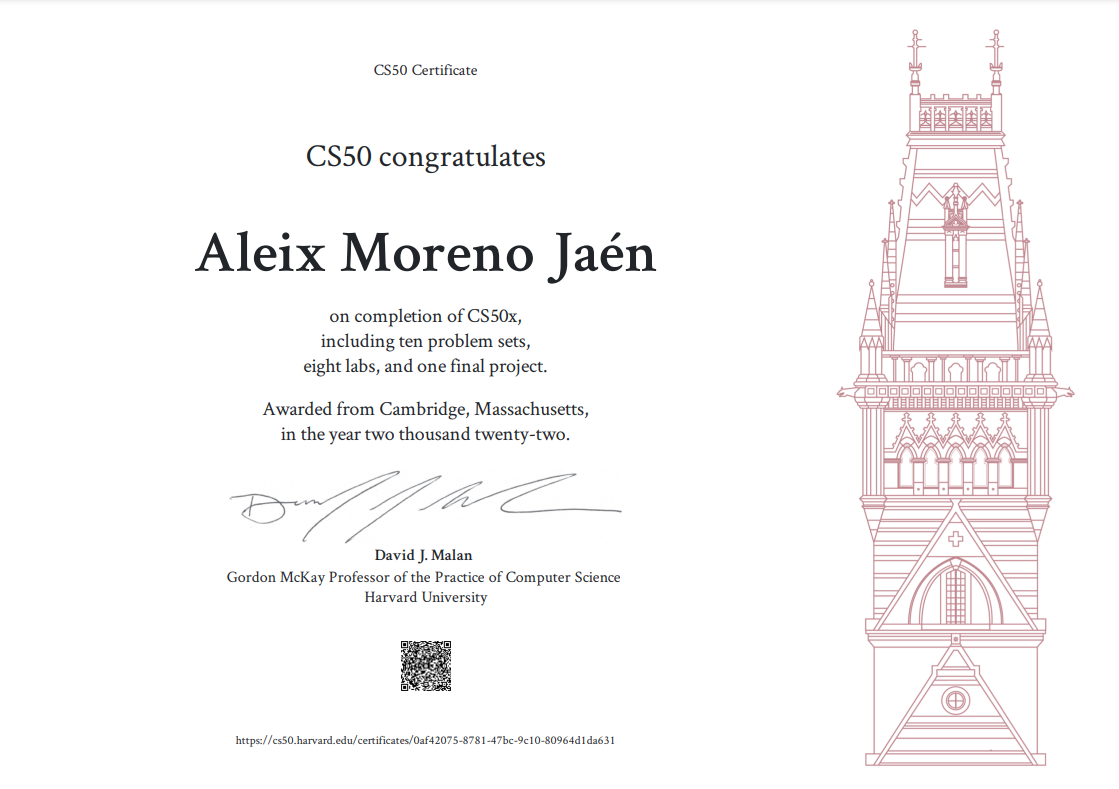 CS50 Certificate
CS50 congratulates
Aleix Moreno Jaén
on completion of CS50x,
including ten problem sets,
eight labs, and one final project.
Awarded from Cambridge, Massachusetts,
in the year two thousand twenty-two.
David J. Malan
Gordon McKay Professor of the Practice of Computer Science
Harvard University
https://cs50.harvard.edu/certificates/0af42075-8781-47bc-9c10-80964d1da631